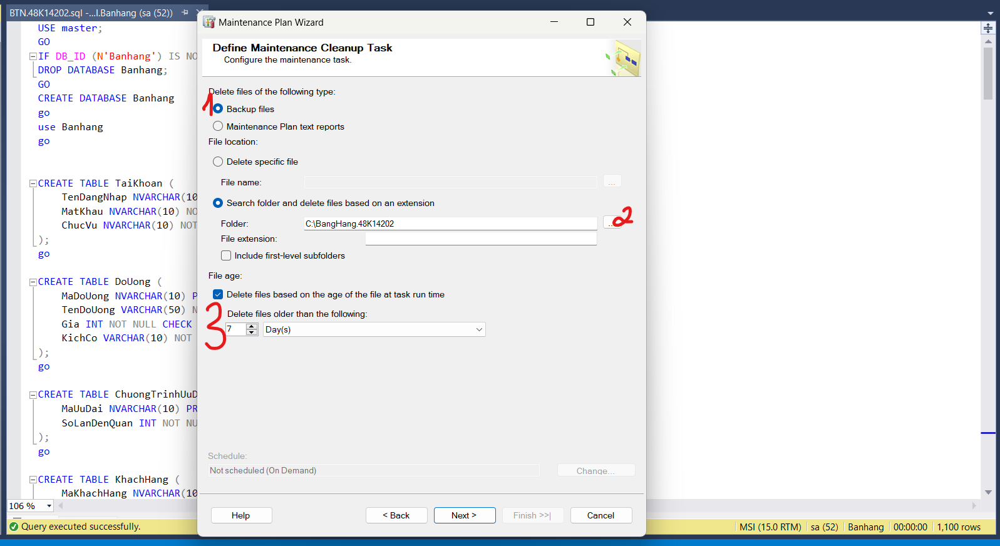 BTN.48K14202.sql -...I.Banhang (sa (52))
USE master;
GO
IF DB_ID (N'Banhang') IS NO
DROP DATABASE Banhang;
GO
CREATE DATABASE Banhang
go
use Banhang
go
CREATE TABLE TaiKhoan (
TenDangNhap NVARCHAR(10
MatKhau NVARCHAR(10) NO
ChucVu NVARCHAR(10) NOT
);
go
CREATE TABLE DoUong (
MaDoUong NVARCHAR(10) P
TenDoUong VARCHAR(50) N
Gia INT NOT NULL CHECK
KichCo VARCHAR(10) NOT
);
go
CREATE TABLE ChuongTrinhUuD
MaUuDai NVARCHAR(10) PR
SoLanDenQuan INT NOT NU
);
go
CREATE TABLE KhachHang (
MaKhachHang NVARCHAR(10
106 %
Query executed successfully.
MSI (15.0 RTM)
sa (52)
Banhang
00:00:00
1,100 rows
Maintenance Plan Wizard
Define Maintenance Cleanup Task
Configure the maintenance task.
Delete files of the following type:
1
Backup files
Maintenance Plan text reports
File location:
Delete specific file
File name:
...
Search folder and delete files based on an extension
Folder:
C:\BangHang.48K14202
2
File extension:
Include first-level subfolders
File age:
Delete files based on the age of the file at task run time
3
Delete files older than the following:
7
Day(s)
Schedule:
Not scheduled (On Demand)
Change...
Help
< Back
Next >
Finish >>|
Cancel